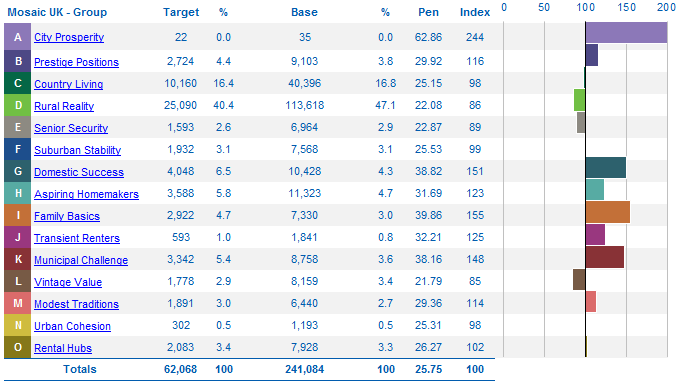 Mosaic UK - Group Target % Base % Pen Index 0 50 100 150 200
A City Prosperity 22 0.0 35 0.0 62.86 244
B Prestige Positions 2,724 4.4 9,103 3.8 29.92 116
C Country Living 10,160 16.4 40,396 16.8 25.15 98
D Rural Reality 25,090 40.4 113,618 47.1 22.08 86
E Senior Security 1,593 2.6 6,964 2.9 22.87 89
F Suburban Stability 1,932 3.1 7,568 3.1 25.53 99
G Domestic Success 4,048 6.5 10,428 4.3 38.82 151
H Aspiring Homemakers 3,588 5.8 11,323 4.7 31.69 123
I Family Basics 2,922 4.7 7,330 3.0 39.86 155
J Transient Renters 593 1.0 1,841 0.8 32.21 125
K Municipal Challenge 3,342 5.4 8,758 3.6 38.16 148
L Vintage Value 1,778 2.9 8,159 3.4 21.79 85
M Modest Traditions 1,891 3.0 6,440 2.7 29.36 114
N Urban Cohesion 302 0.5 1,193 0.5 25.31 98
O Rental Hubs 2,083 3.4 7,928 3.3 26.27 102
Totals 62,068 100 241,084 100 25.75 100